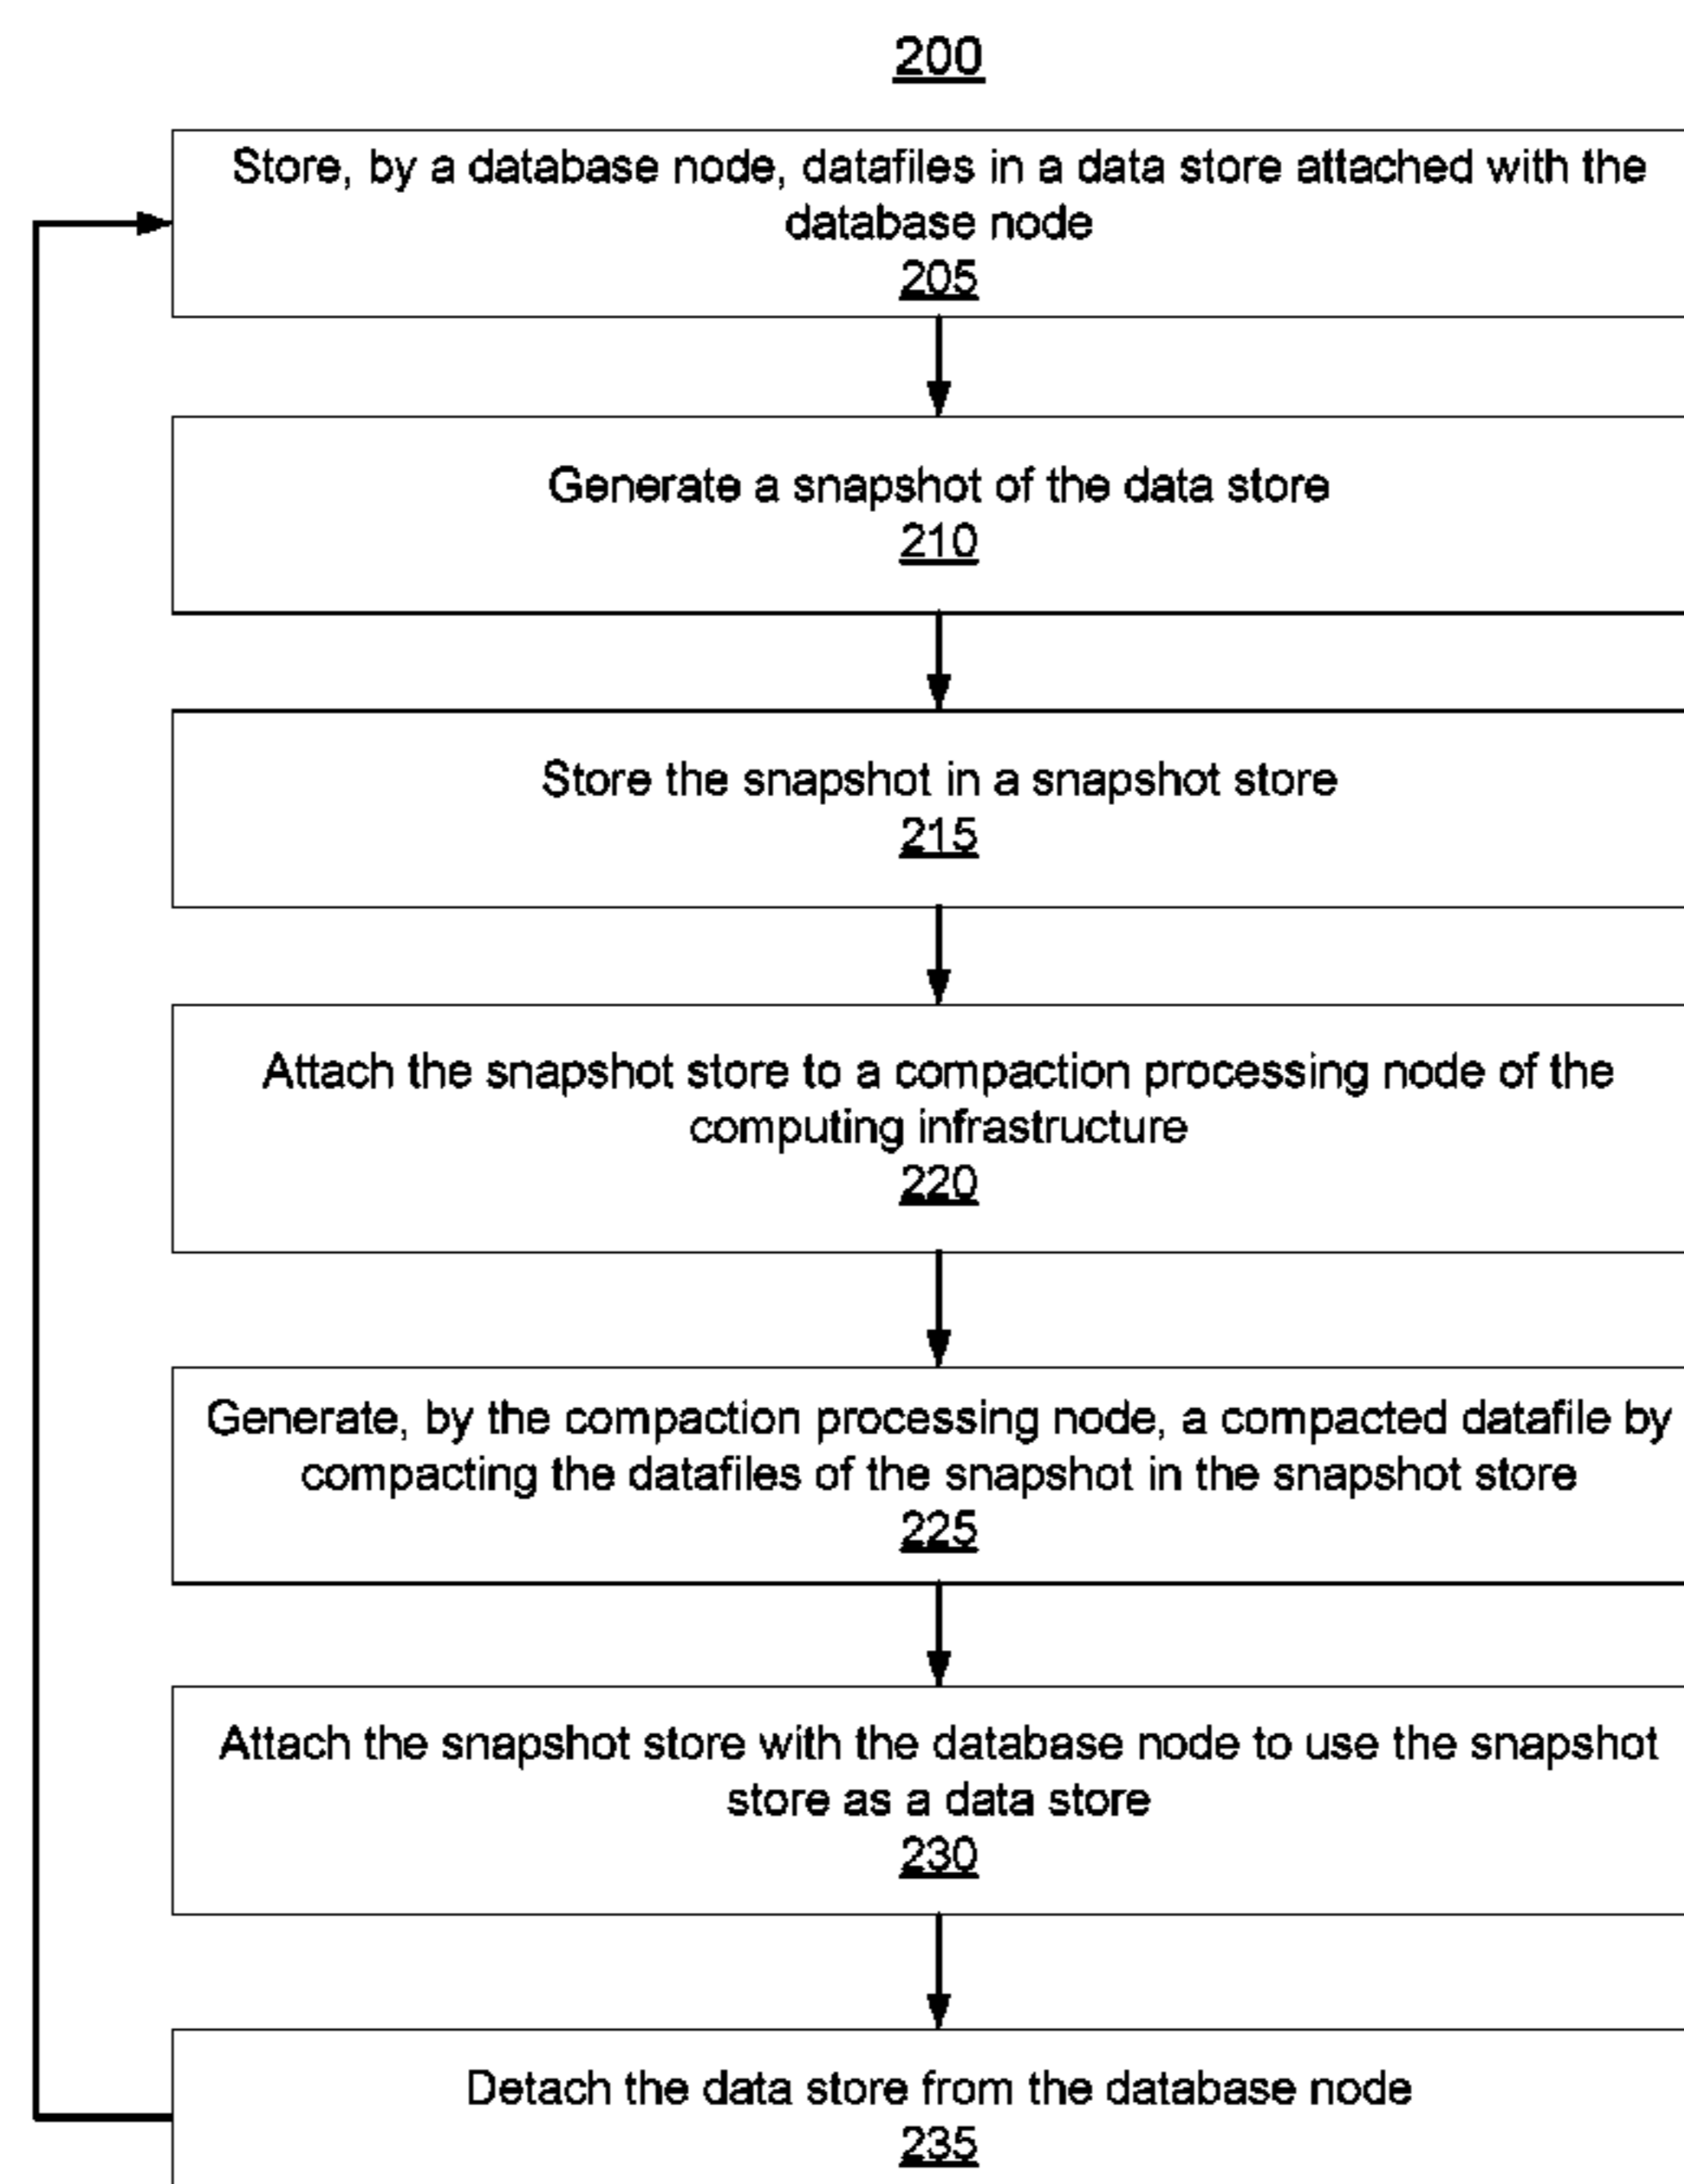 200
Store, by a database node, datafiles in a data store attached with the
database node
205
Generate a snapshot of the data store
210
Store the snapshot in a snapshot store
215
Attach the snapshot store to a compaction processing node of the
computing infrastructure
220
Generate, by the compaction processing node, a compacted datafile by
compacting the datafiles of the snapshot in the snapshot store
225
Attach the snapshot store with the database node to use the snapshot
store as a data store
230
Detach the data store from the database node
235